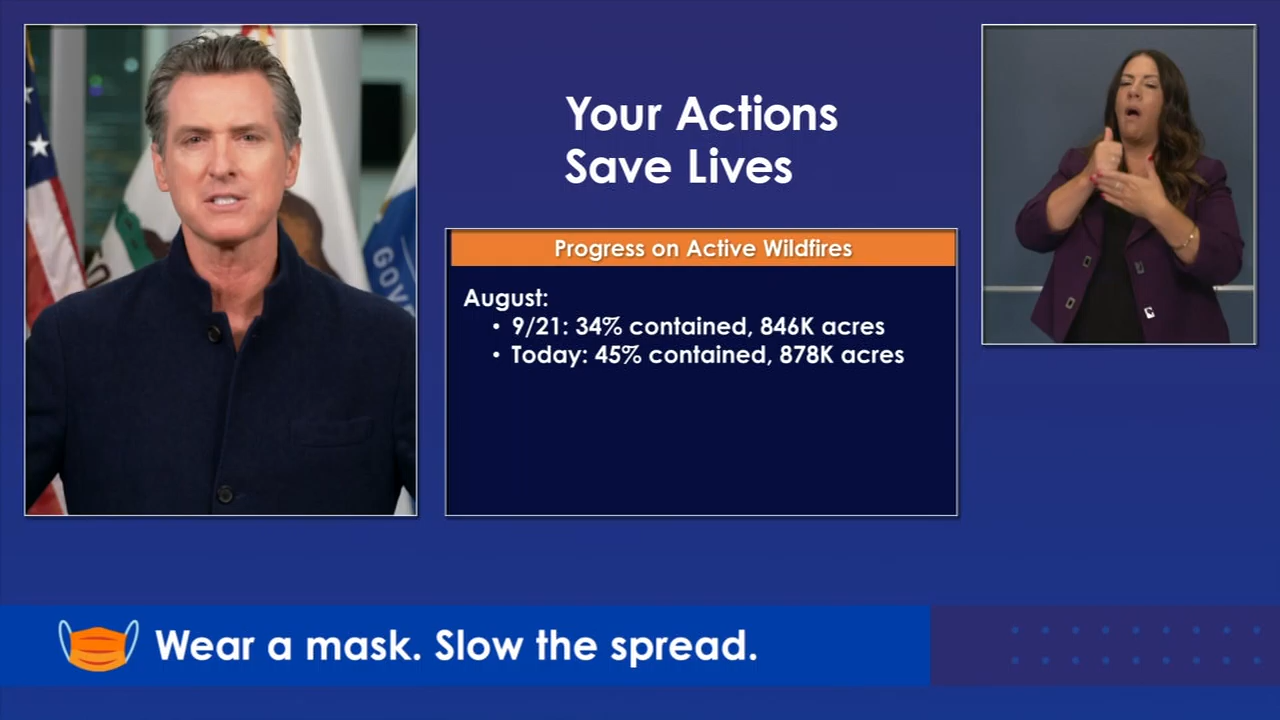 Your Actions
Save Lives
Progress on Active Wildfires
August:
• 9/21: 34% contained, 846K acres
• Today: 45% contained, 878K acres
GOV
Wear a mask. Slow the spread.